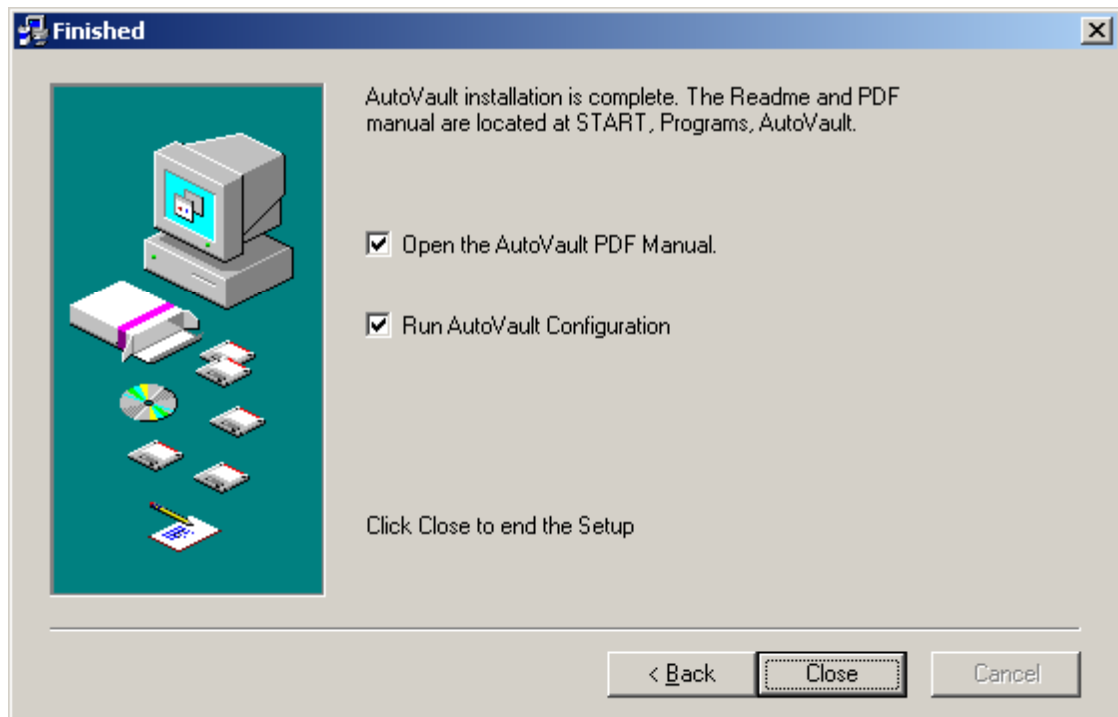 Finished
AutoVault installation is complete. The Readme and PDF
manual are located at START, Programs, AutoVault.
Open the AutoVault PDF Manual.
Run AutoVault Configuration
Click Close to end the Setup
< Back
Close
Cancel